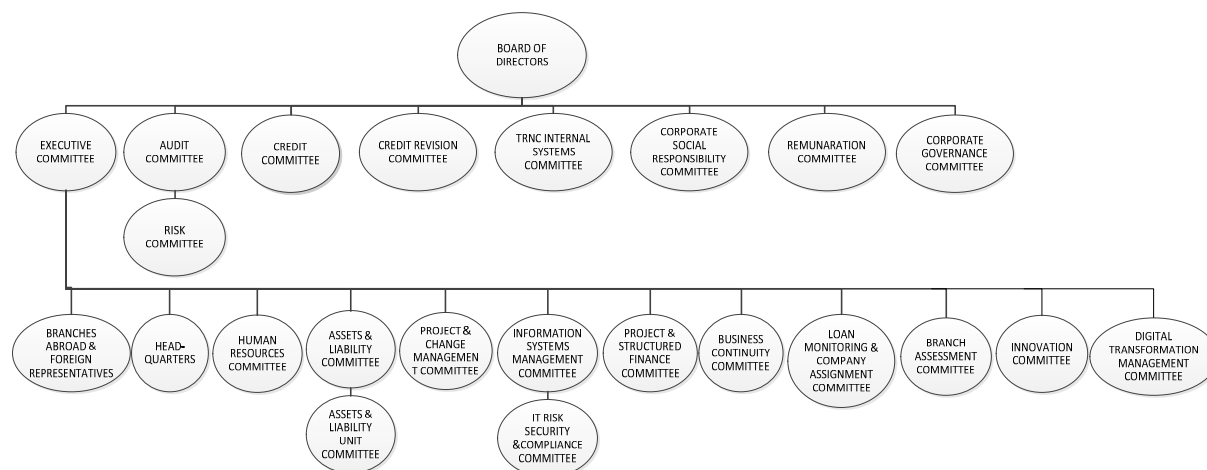 BOARD OF
DIRECTORS
EXECUTIVE
COMMITTEE
AUDIT
COMMITTEE
CREDIT
COMMITTEE
CREDIT REVISION
COMMITTEE
TRNC INTERNAL
SYSTEMS
COMMITTEE
CORPORATE
SOCIAL
RESPONSIBILITY
COMMITTEE
REMUNARATION
COMMITTEE
CORPORATE
GOVERNANCE
COMMITTEE
RISK
COMMITTEE
BRANCHES
ABROAD &
FOREIGN
REPRESENTATIVES
HEAD-
QUARTERS
HUMAN
RESOURCES
COMMITTEE
ASSETS &
LIABILITY
COMMITTEE
PROJECT &
CHANGE
MANAGEMEN
T COMMITTEE
INFORMATION
SYSTEMS
MANAGEMENT
COMMITTEE
PROJECT &
STRUCTURED
FINANCE
COMMITTEE
BUSINESS
CONTINUITY
COMMITTEE
LOAN
MONITORING &
COMPANY
ASSIGNMENT
COMMITTEE
BRANCH
ASSESSMENT
COMMITTEE
INNOVATION
COMMITTEE
DIGITAL
TRANSFORMATION
MANAGEMENT
COMMITTEE
ASSETS &
LIABILITY
UNIT
COMMITTEE
IT RISK
SECURITY
&COMPLIANCE
COMMITTEE